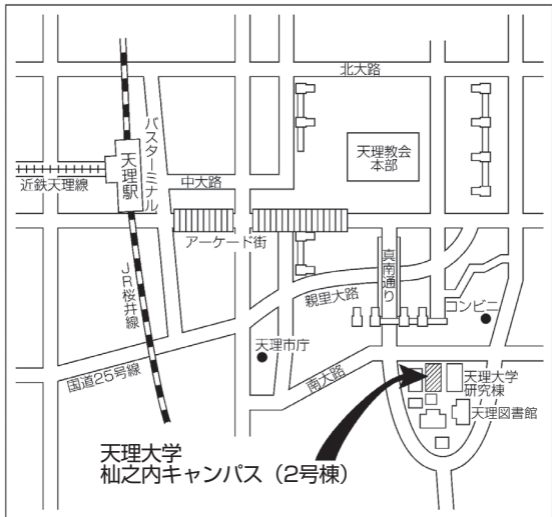 北大路
バスターミナル
天理駅
天理教会
本部
近鉄天理線
中大路
アーケード街
真南通り
JR桜井線
親里大路
コンビニ
天理市庁
国道25号線
南大路
天理大学
研究棟
天理図書館
天理大学
杣之内キャンパス（2号棟）